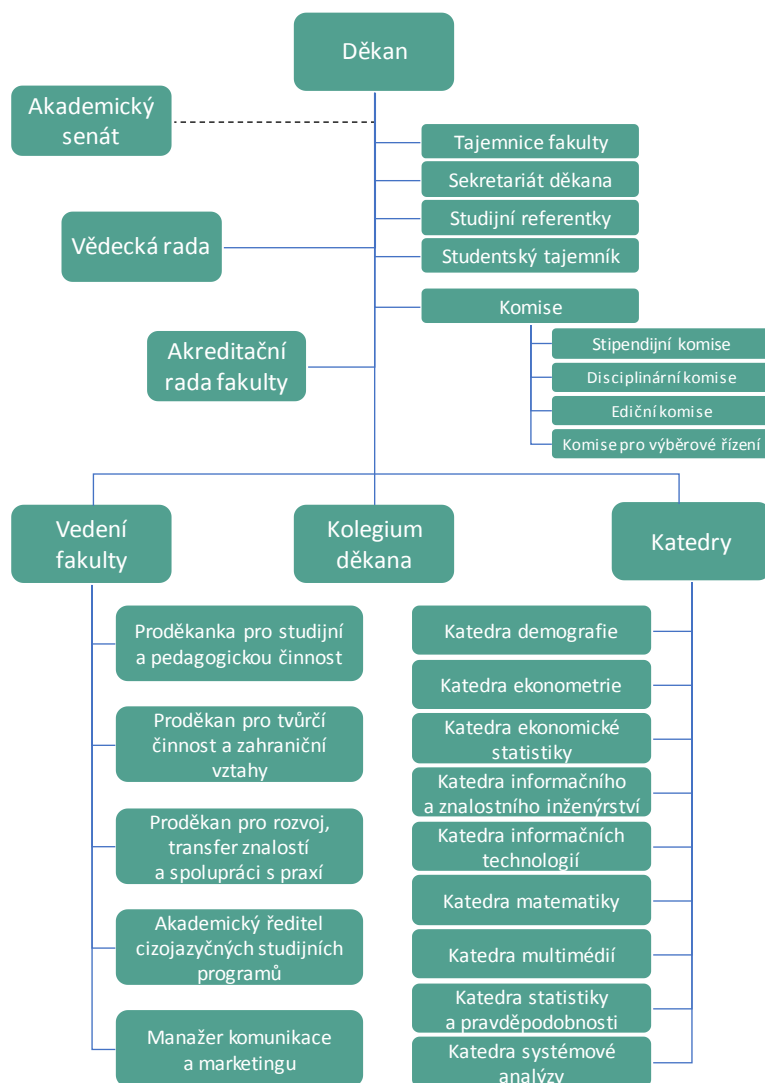 Děkan
Akademický
senát
Tajemnice fakulty
Sekretariát děkana
Studijní referentky
Vědecká rada
Studentský tajemník
Komise
Akreditační
rada fakulty
Stipendijní komise
Disciplinární komise
Ediční komise
Komise pro výběrové řízení
Vedení
fakulty
Kolegium
děkana
Katedry
Proděkanka pro studijní
a pedagogickou činnost
Proděkan pro tvůrčí
činnost a zahraniční
vztahy
Proděkan pro rozvoj,
transfer znalostí
a spolupráci s praxí
Akademický ředitel
cizojazyčných studijních
programů
Manažer komunikace
a marketingu
Katedra demografie
Katedra ekonometrie
Katedra ekonomické
statistiky
Katedra informačního
a znalostního inženýrství
Katedra informačních
technologií
Katedra matematiky
Katedra multimédií
Katedra statistiky
a pravděpodobnosti
Katedra systémové
analýzy